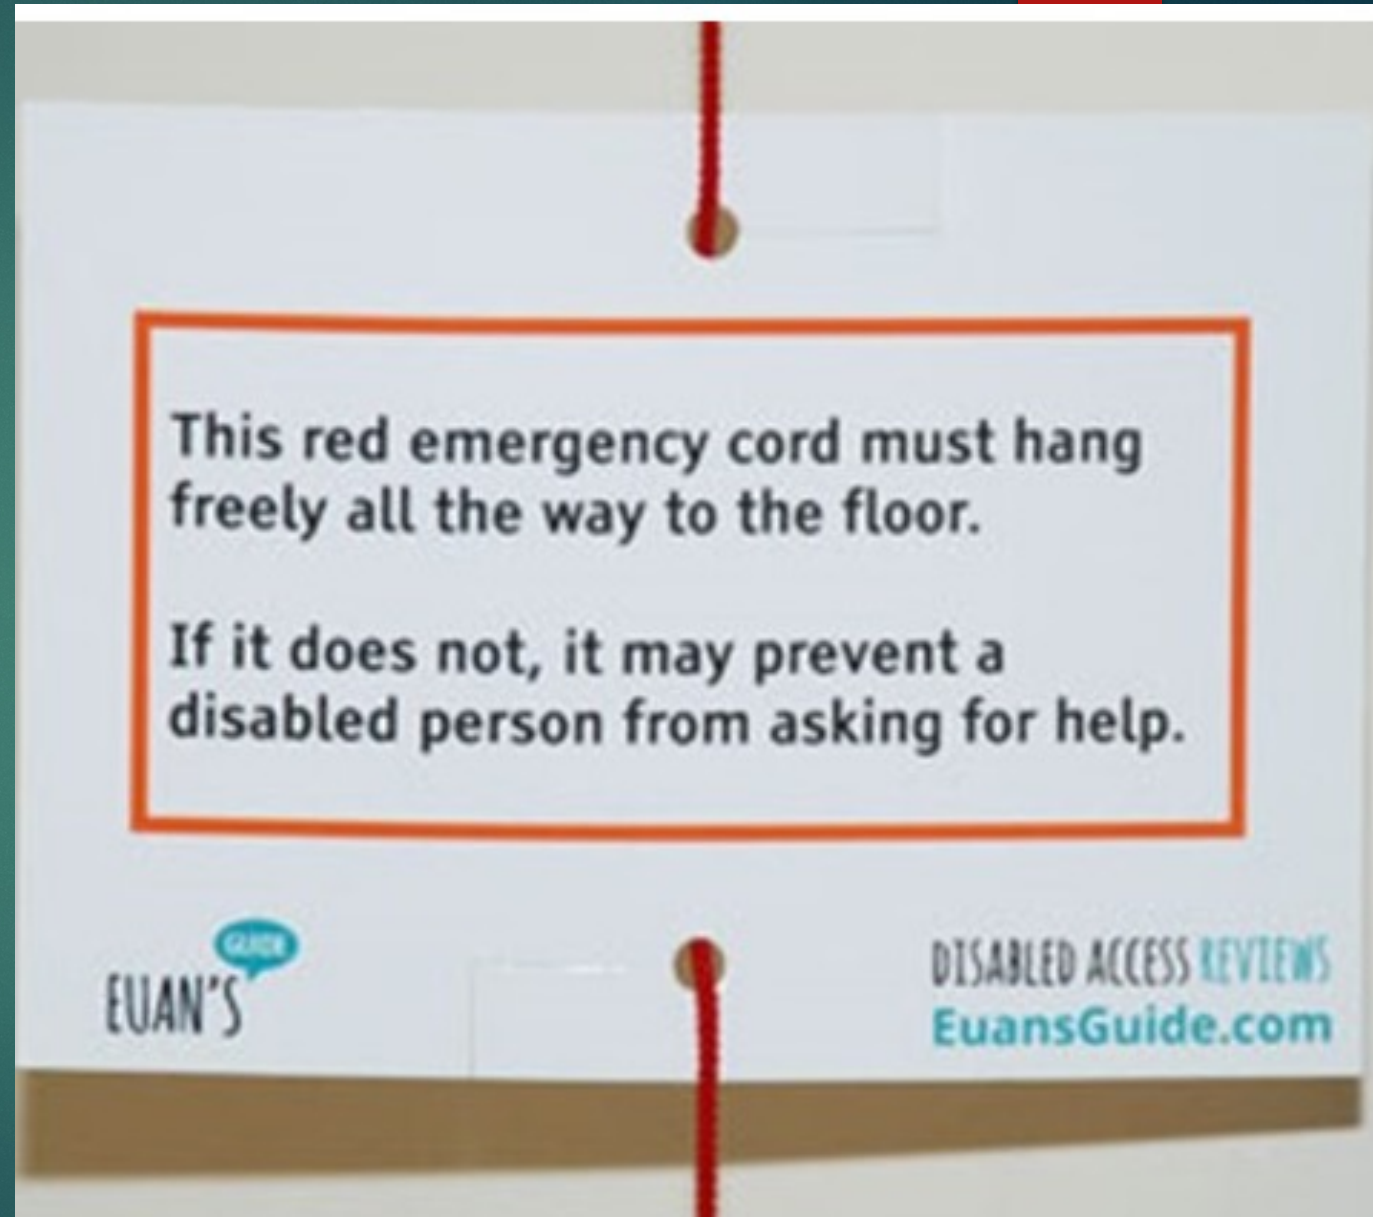 This red emergency cord must hang
freely all the way to the floor.
If it does not, it may prevent a
disabled person from asking for help.
GUIDE
EUAN'S
DISABLED ACCESS REVIEWS
EuansGuide.com